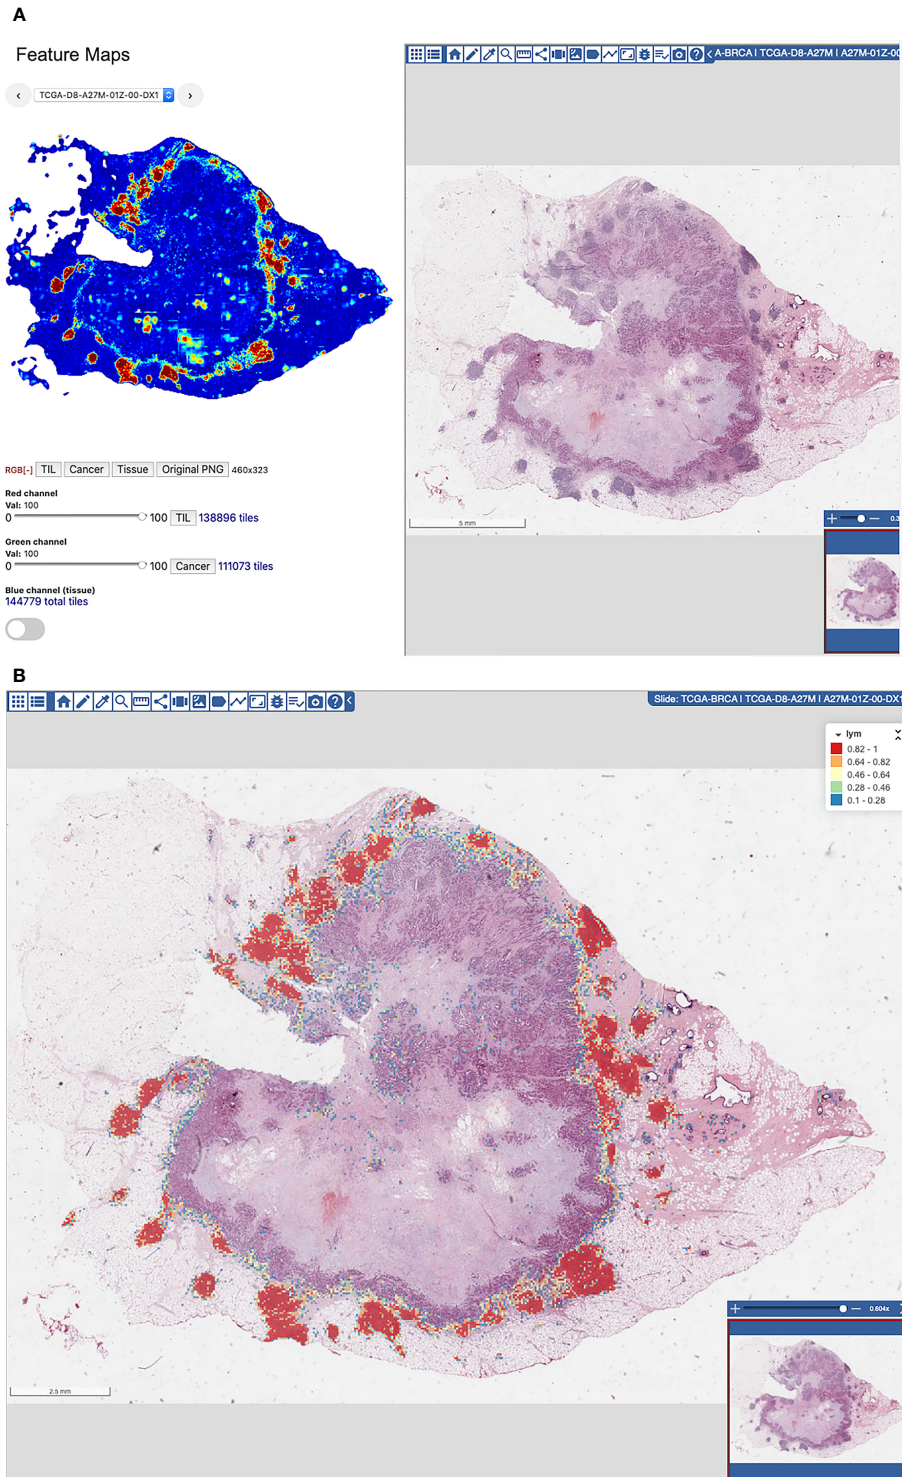 A
Feature Maps
‹ TCGA-D8-A27M-01Z-00-DX1 ›
RGB[-] TIL Cancer Tissue Original PNG 460x323
Red channel
Val: 100
0 100 TIL 138896 tiles
Green channel
Val: 100
0 100 Cancer 111073 tiles
Blue channel (tissue)
144779 total tiles
A-BRCA | TCGA-D8-A27M | A27M-01Z-00
5 mm
0.3
B
Slide: TCGA-BRCA | TCGA-D8-A27M | A27M-01Z-00-DX1
lym
0.82 - 1
0.64 - 0.82
0.46 - 0.64
0.28 - 0.46
0.1 - 0.28
2.5 mm
0.604x